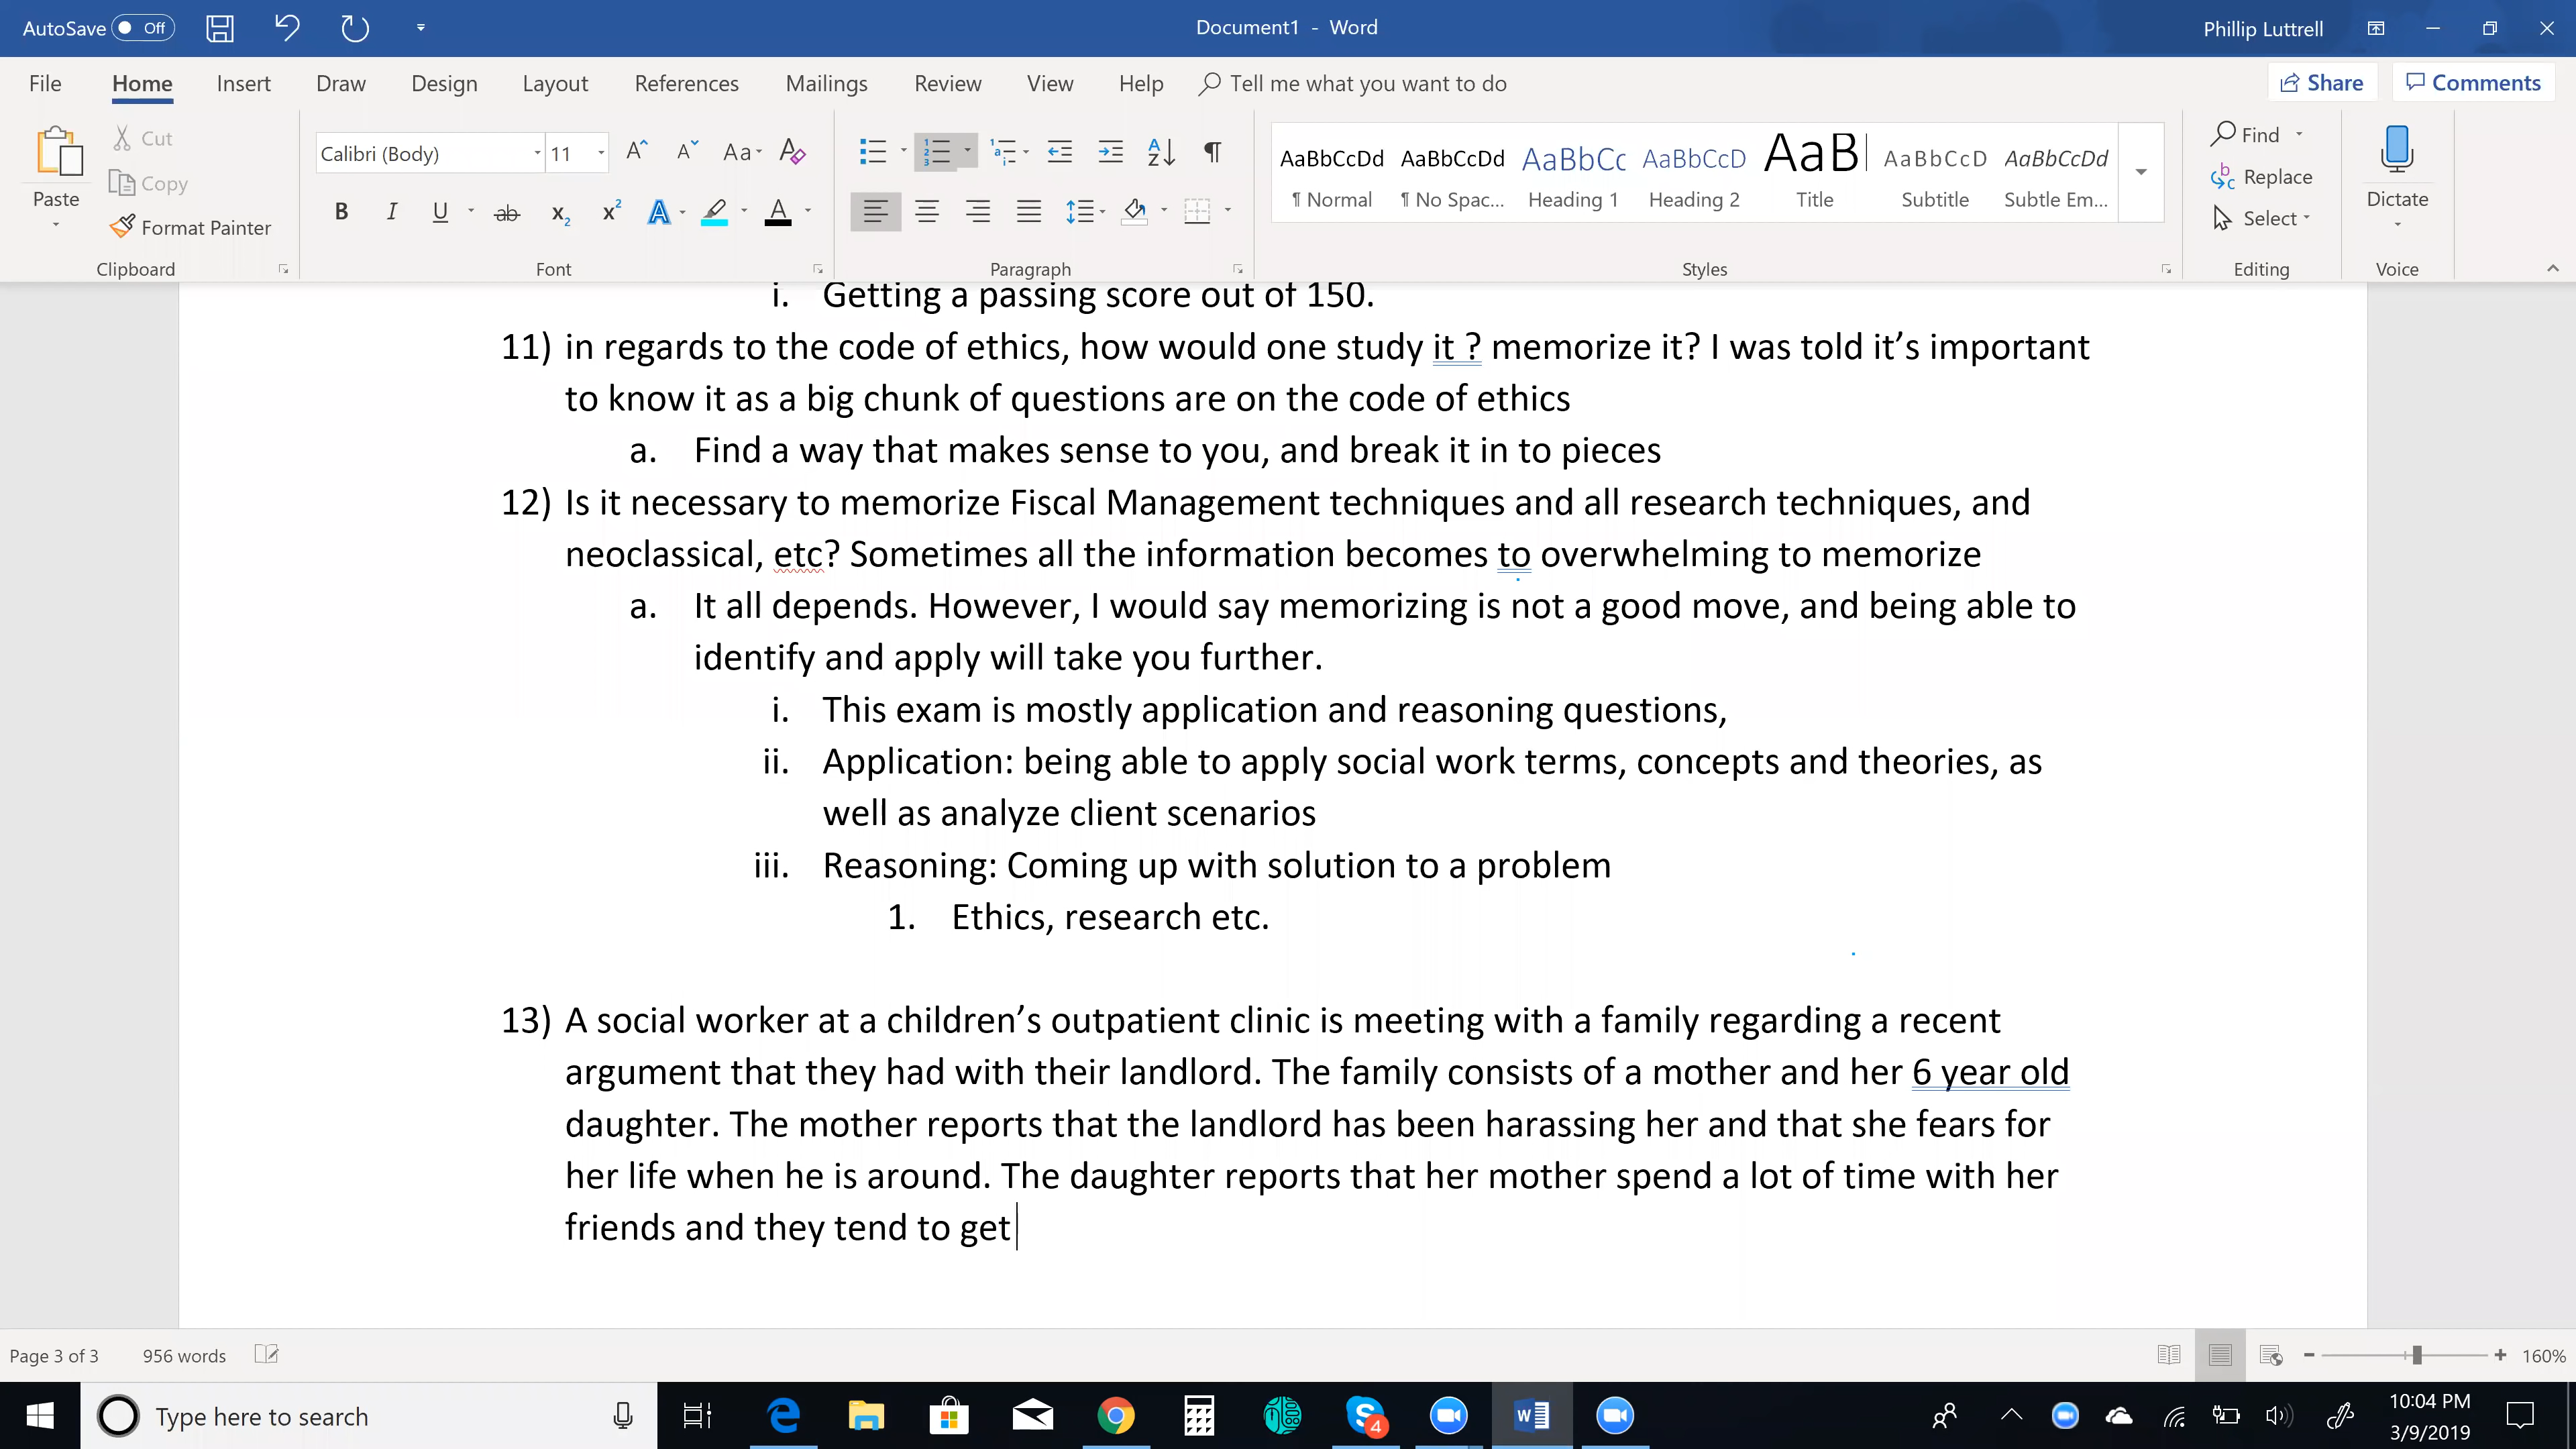 AutoSave Off Document1 - Word Phillip Luttrell
File Home Insert Draw Design Layout References Mailings Review View Help Tell me what you want to do Share Comments
Paste Cut Copy Format Painter
Calibri (Body) 11
AaBbCcDd AaBbCcDd AaBbCc AaBbCcD AaB AaBbCcD AaBbCcDd
¶ Normal ¶ No Spac... Heading 1 Heading 2 Title Subtitle Subtle Em...
Find Replace Select Dictate
Clipboard Font Paragraph Styles Editing Voice
i. Getting a passing score out of 150.
11) in regards to the code of ethics, how would one study it ? memorize it? I was told it’s important
to know it as a big chunk of questions are on the code of ethics
a. Find a way that makes sense to you, and break it in to pieces
12) Is it necessary to memorize Fiscal Management techniques and all research techniques, and
neoclassical, etc? Sometimes all the information becomes to overwhelming to memorize
a. It all depends. However, I would say memorizing is not a good move, and being able to
identify and apply will take you further.
i. This exam is mostly application and reasoning questions,
ii. Application: being able to apply social work terms, concepts and theories, as
well as analyze client scenarios
iii. Reasoning: Coming up with solution to a problem
1. Ethics, research etc.
13) A social worker at a children’s outpatient clinic is meeting with a family regarding a recent
argument that they had with their landlord. The family consists of a mother and her 6 year old
daughter. The mother reports that the landlord has been harassing her and that she fears for
her life when he is around. The daughter reports that her mother spend a lot of time with her
friends and they tend to get
Page 3 of 3 956 words 160%
Type here to search 4 10:04 PM
3/9/2019